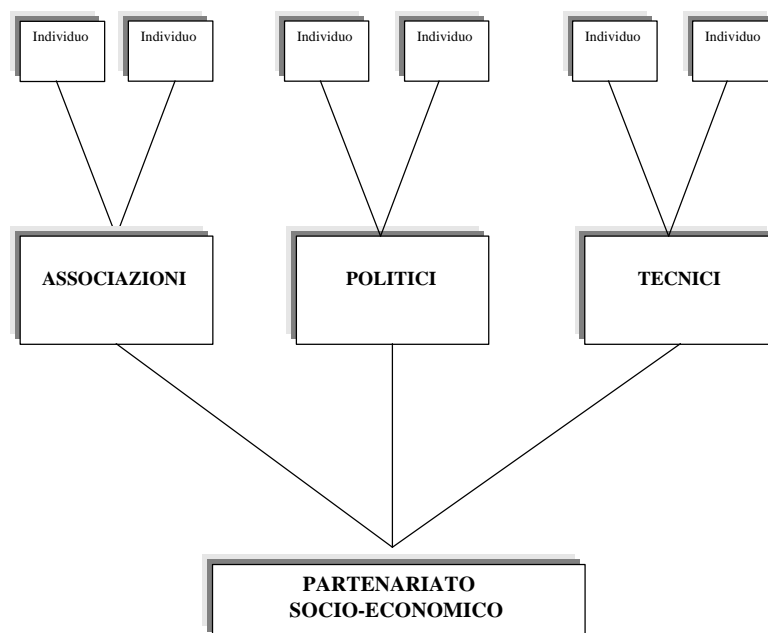 Individuo
Individuo
Individuo
Individuo
Individuo
Individuo
ASSOCIAZIONI
POLITICI
TECNICI
PARTENARIATO
SOCIO-ECONOMICO